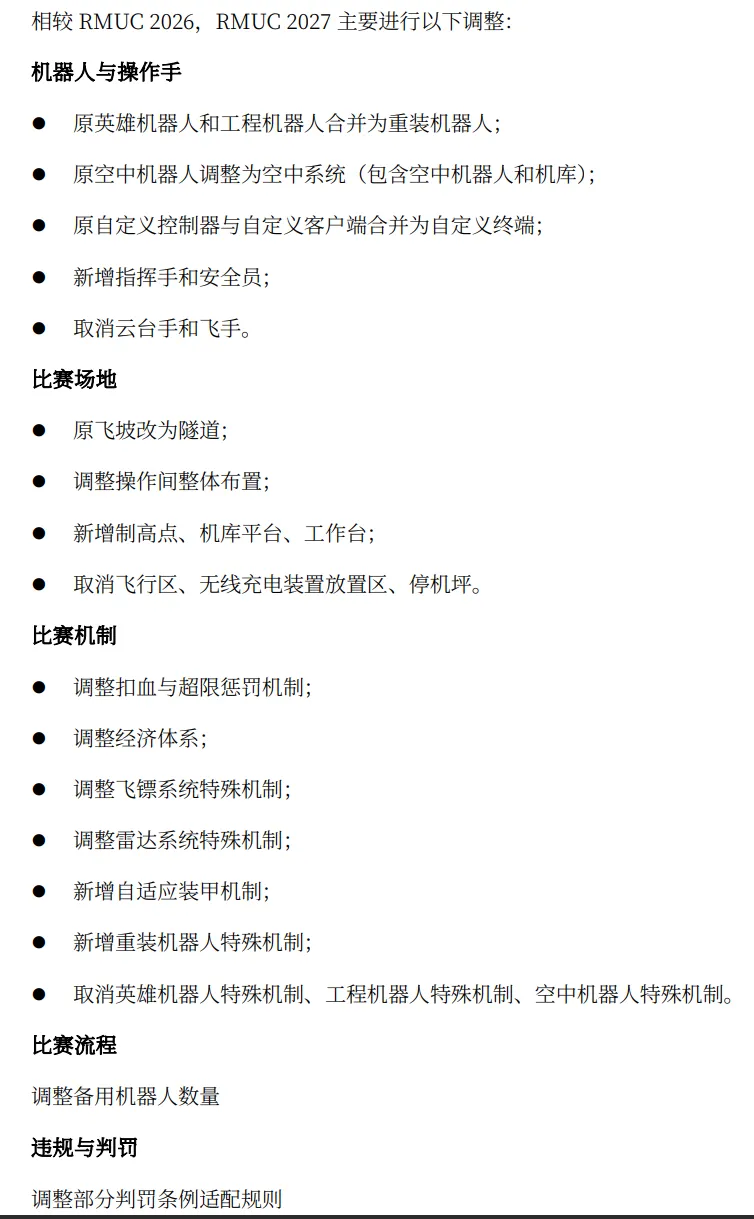 相较 RMUC 2026，RMUC 2027 主要进行以下调整：
机器人与操作手
● 原英雄机器人和工程机器人合并为重装机器人；
● 原空中机器人调整为空中系统（包含空中机器人和机库）；
● 原自定义控制器与自定义客户端合并为自定义终端；
● 新增指挥手和安全员；
● 取消云台手和飞手。
比赛场地
● 原飞坡改为隧道；
● 调整操作间整体布置；
● 新增制高点、机库平台、工作台；
● 取消飞行区、无线充电装置放置区、停机坪。
比赛机制
● 调整扣血与超限惩罚机制；
● 调整经济体系；
● 调整飞镖系统特殊机制；
● 调整雷达系统特殊机制；
● 新增自适应装甲机制；
● 新增重装机器人特殊机制；
● 取消英雄机器人特殊机制、工程机器人特殊机制、空中机器人特殊机制。
比赛流程
调整备用机器人数量
违规与判罚
调整部分判罚条例适配规则